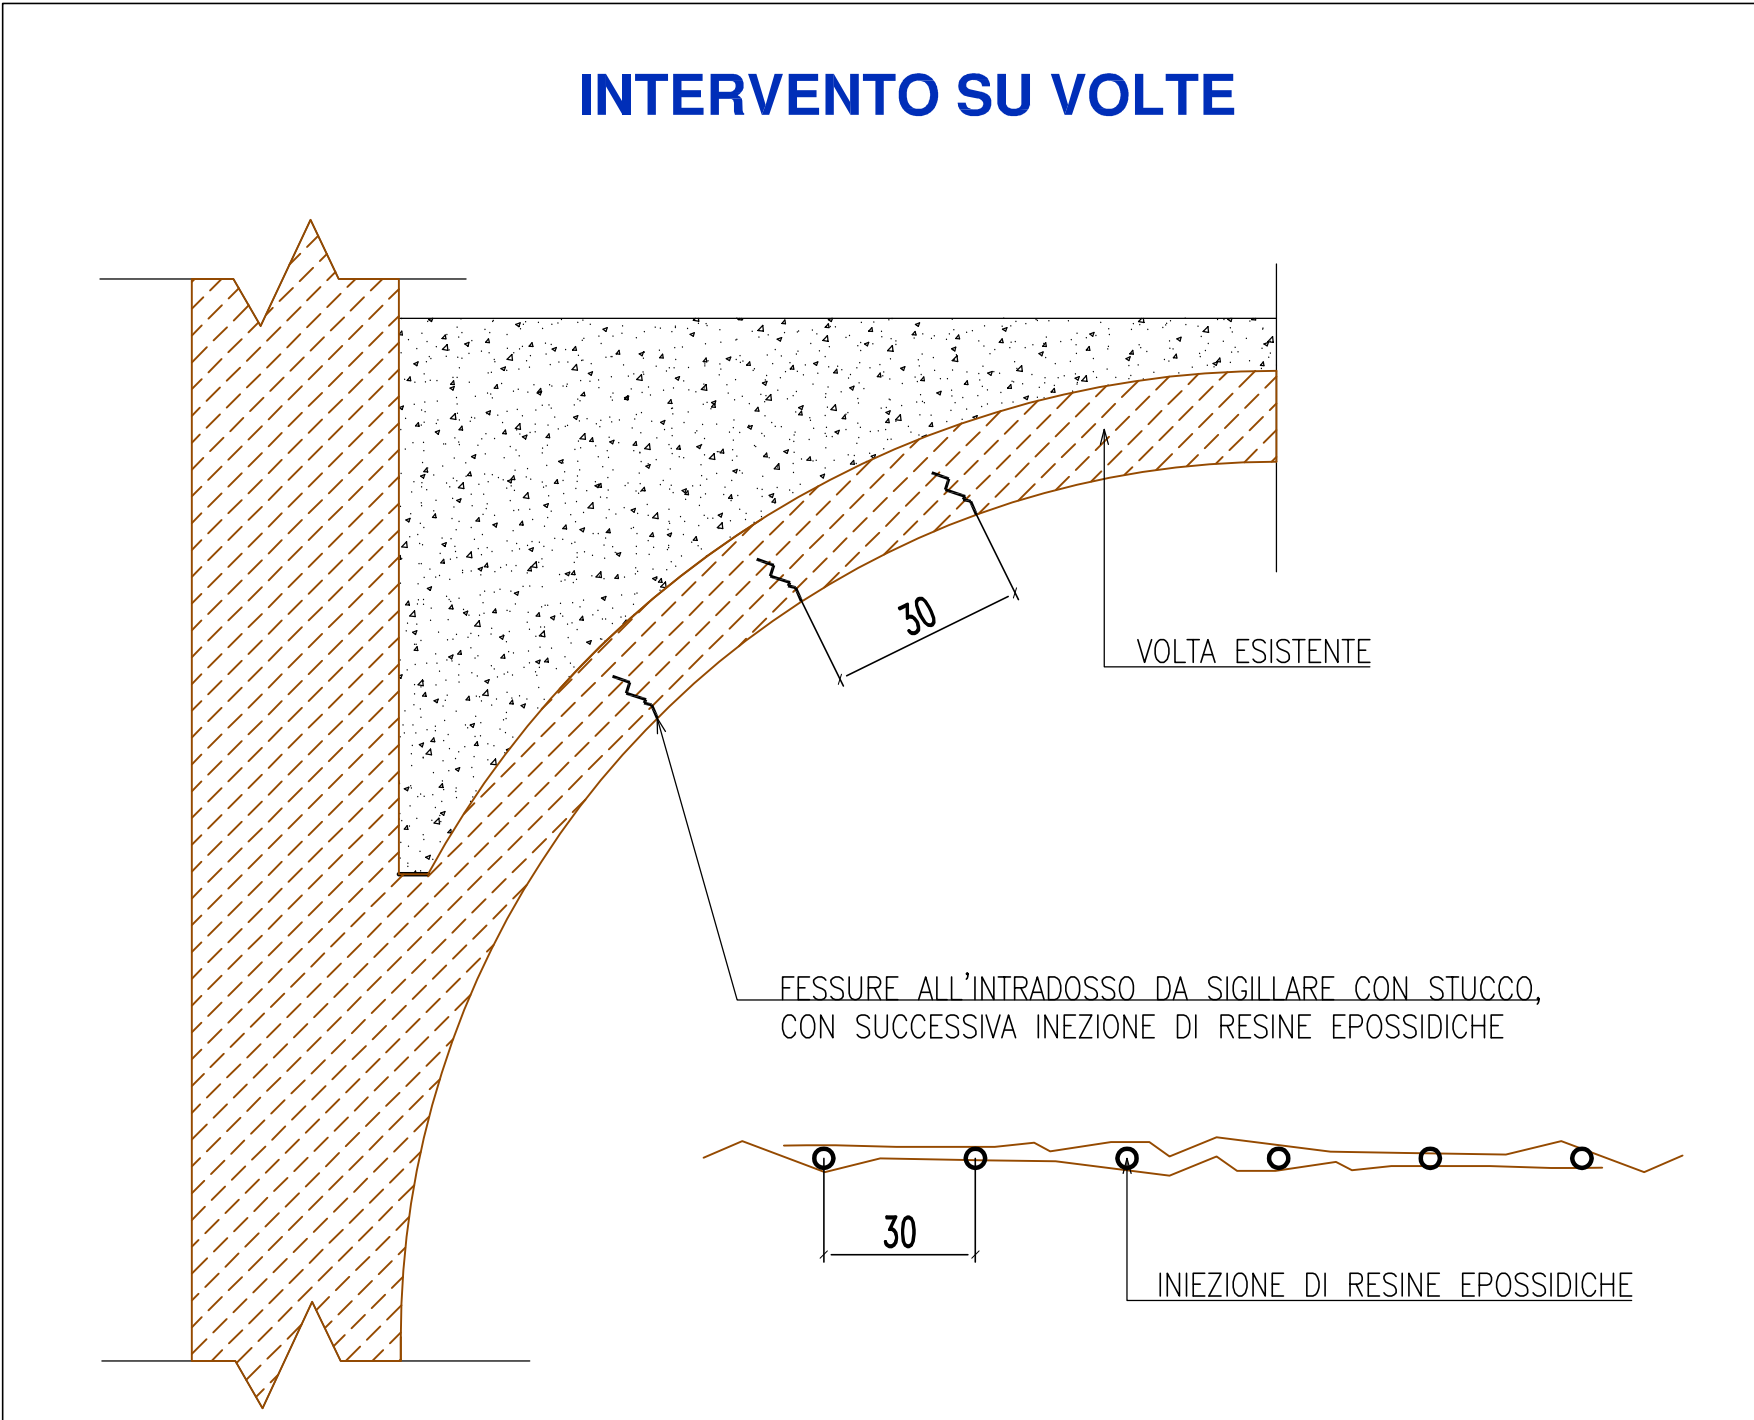 INTERVENTO SU VOLTE
30
VOLTA ESISTENTE
FESSURE ALL'INTRADOSSO DA SIGILLARE CON STUCCO,
CON SUCCESSIVA INEZIONE DI RESINE EPOSSIDICHE
30
INIEZIONE DI RESINE EPOSSIDICHE